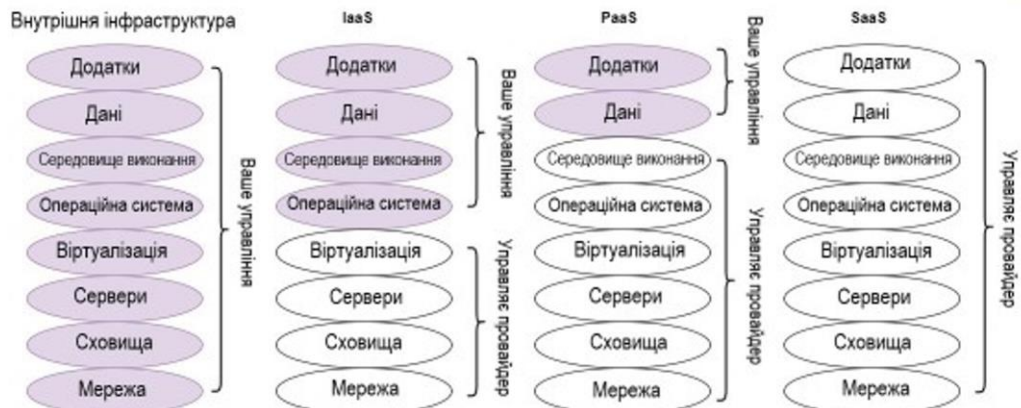 Внутрішня інфраструктура
Додатки
Дані
Середовище виконання
Операційна система
Віртуалізація
Сервери
Сховища
Мережа
Ваше управління
IaaS
Додатки
Дані
Середовище виконання
Операційна система
Віртуалізація
Сервери
Сховища
Мережа
Ваше управління
Управляє провайдер
PaaS
Додатки
Дані
Середовище виконання
Операційна система
Віртуалізація
Сервери
Сховища
Мережа
Ваше управління
Управляє провайдер
SaaS
Додатки
Дані
Середовище виконання
Операційна система
Віртуалізація
Сервери
Сховища
Мережа
Управляє провайдер